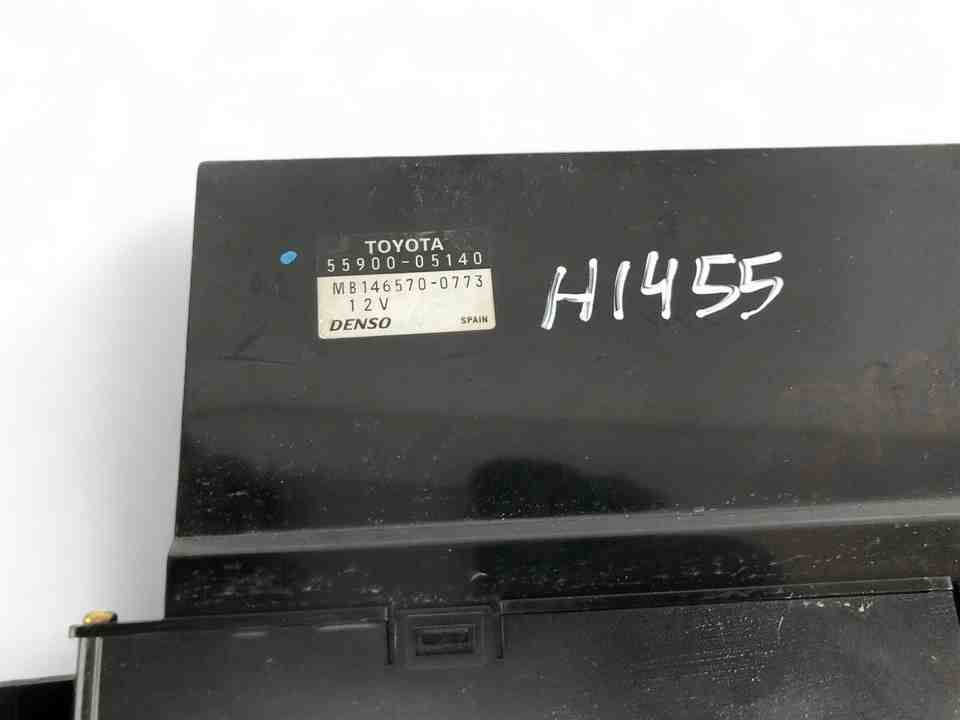 TOYOTA
55900-05140
MB146570-0773
12V
DENSO SPAIN
H1455